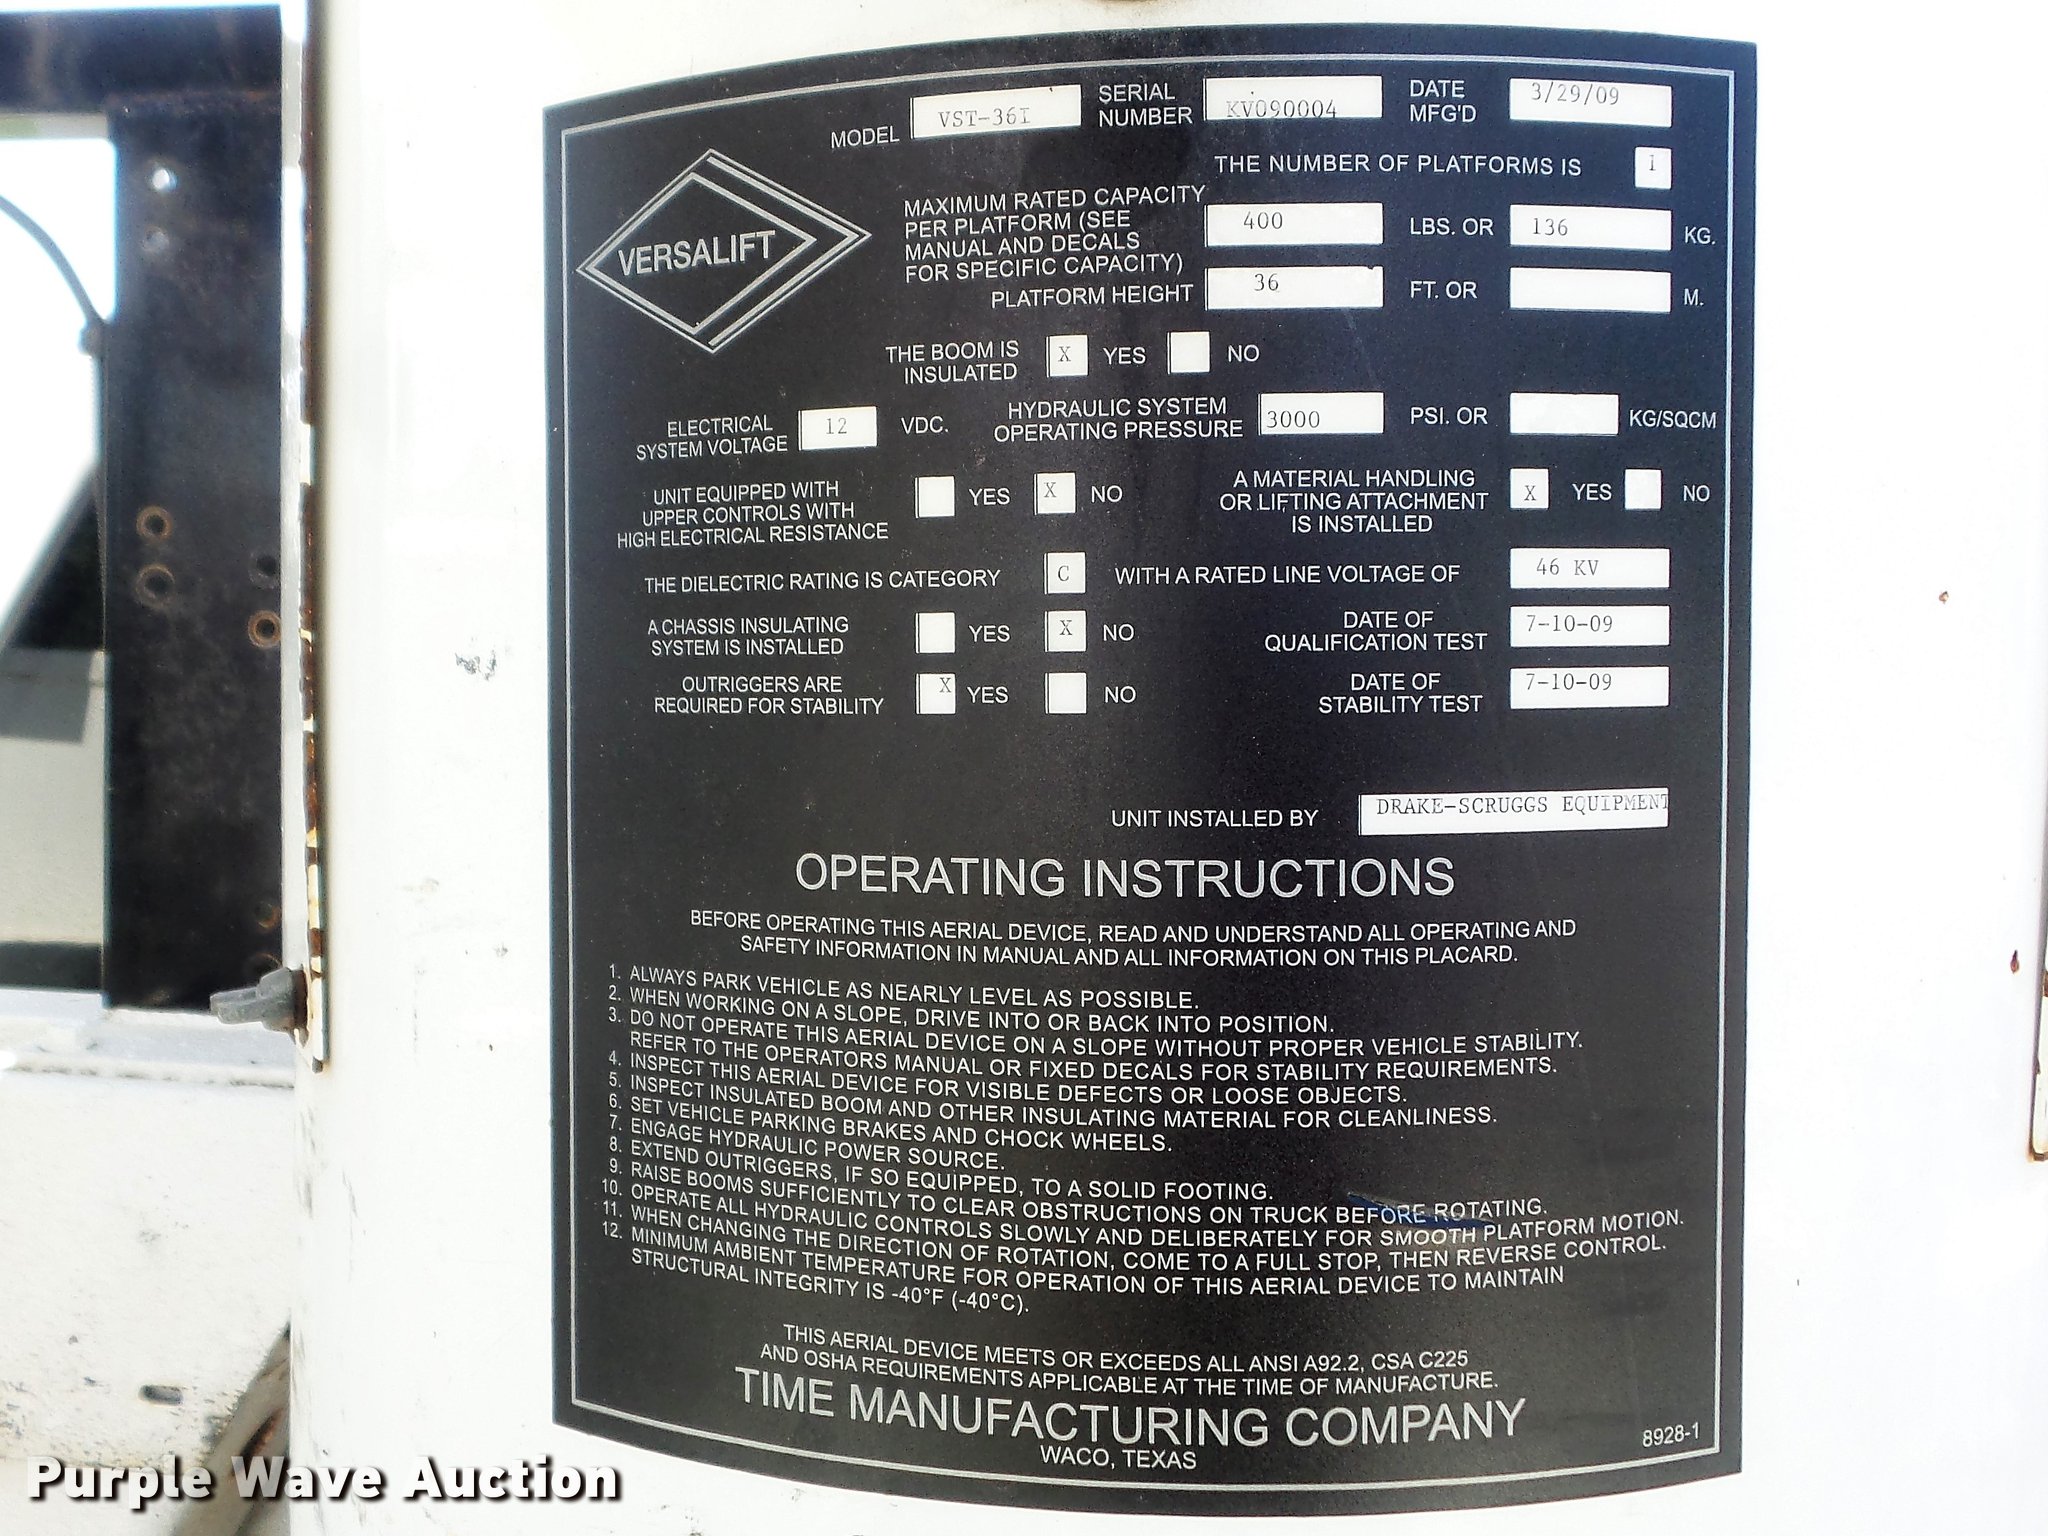 MODEL VST-36I SERIAL NUMBER KV090004 DATE MFG'D 3/29/09
THE NUMBER OF PLATFORMS IS 1
VERSALIFT
MAXIMUM RATED CAPACITY
PER PLATFORM (SEE
MANUAL AND DECALS
FOR SPECIFIC CAPACITY) 400 LBS. OR 136 KG.
PLATFORM HEIGHT 36 FT. OR M.
THE BOOM IS
INSULATED X YES NO
ELECTRICAL
SYSTEM VOLTAGE 12 VDC.
HYDRAULIC SYSTEM
OPERATING PRESSURE 3000 PSI. OR KG/SQCM
UNIT EQUIPPED WITH
UPPER CONTROLS WITH
HIGH ELECTRICAL RESISTANCE YES X NO
A MATERIAL HANDLING
OR LIFTING ATTACHMENT
IS INSTALLED X YES NO
THE DIELECTRIC RATING IS CATEGORY C WITH A RATED LINE VOLTAGE OF 46 KV
A CHASSIS INSULATING
SYSTEM IS INSTALLED YES X NO
DATE OF
QUALIFICATION TEST 7-10-09
OUTRIGGERS ARE
REQUIRED FOR STABILITY X YES NO
DATE OF
STABILITY TEST 7-10-09
UNIT INSTALLED BY DRAKE-SCRUGGS EQUIPMENT
OPERATING INSTRUCTIONS
BEFORE OPERATING THIS AERIAL DEVICE, READ AND UNDERSTAND ALL OPERATING AND
SAFETY INFORMATION IN MANUAL AND ALL INFORMATION ON THIS PLACARD.
1. ALWAYS PARK VEHICLE AS NEARLY LEVEL AS POSSIBLE.
2. WHEN WORKING ON A SLOPE, DRIVE INTO OR BACK INTO POSITION.
3. DO NOT OPERATE THIS AERIAL DEVICE ON A SLOPE WITHOUT PROPER VEHICLE STABILITY.
REFER TO THE OPERATORS MANUAL OR FIXED DECALS FOR STABILITY REQUIREMENTS.
4. INSPECT THIS AERIAL DEVICE FOR VISIBLE DEFECTS OR LOOSE OBJECTS.
5. INSPECT INSULATED BOOM AND OTHER INSULATING MATERIAL FOR CLEANLINESS.
6. SET VEHICLE PARKING BRAKES AND CHOCK WHEELS.
7. ENGAGE HYDRAULIC POWER SOURCE.
8. EXTEND OUTRIGGERS, IF SO EQUIPPED, TO A SOLID FOOTING.
9. RAISE BOOMS SUFFICIENTLY TO CLEAR OBSTRUCTIONS ON TRUCK BEFORE ROTATING.
10. OPERATE ALL HYDRAULIC CONTROLS SLOWLY AND DELIBERATELY FOR SMOOTH PLATFORM MOTION.
11. WHEN CHANGING THE DIRECTION OF ROTATION, COME TO A FULL STOP, THEN REVERSE CONTROL.
12. MINIMUM AMBIENT TEMPERATURE FOR OPERATION OF THIS AERIAL DEVICE TO MAINTAIN
STRUCTURAL INTEGRITY IS -40°F (-40°C).
THIS AERIAL DEVICE MEETS OR EXCEEDS ALL ANSI A92.2, CSA C225
AND OSHA REQUIREMENTS APPLICABLE AT THE TIME OF MANUFACTURE.
TIME MANUFACTURING COMPANY
WACO, TEXAS
8928-1
Purple Wave Auction